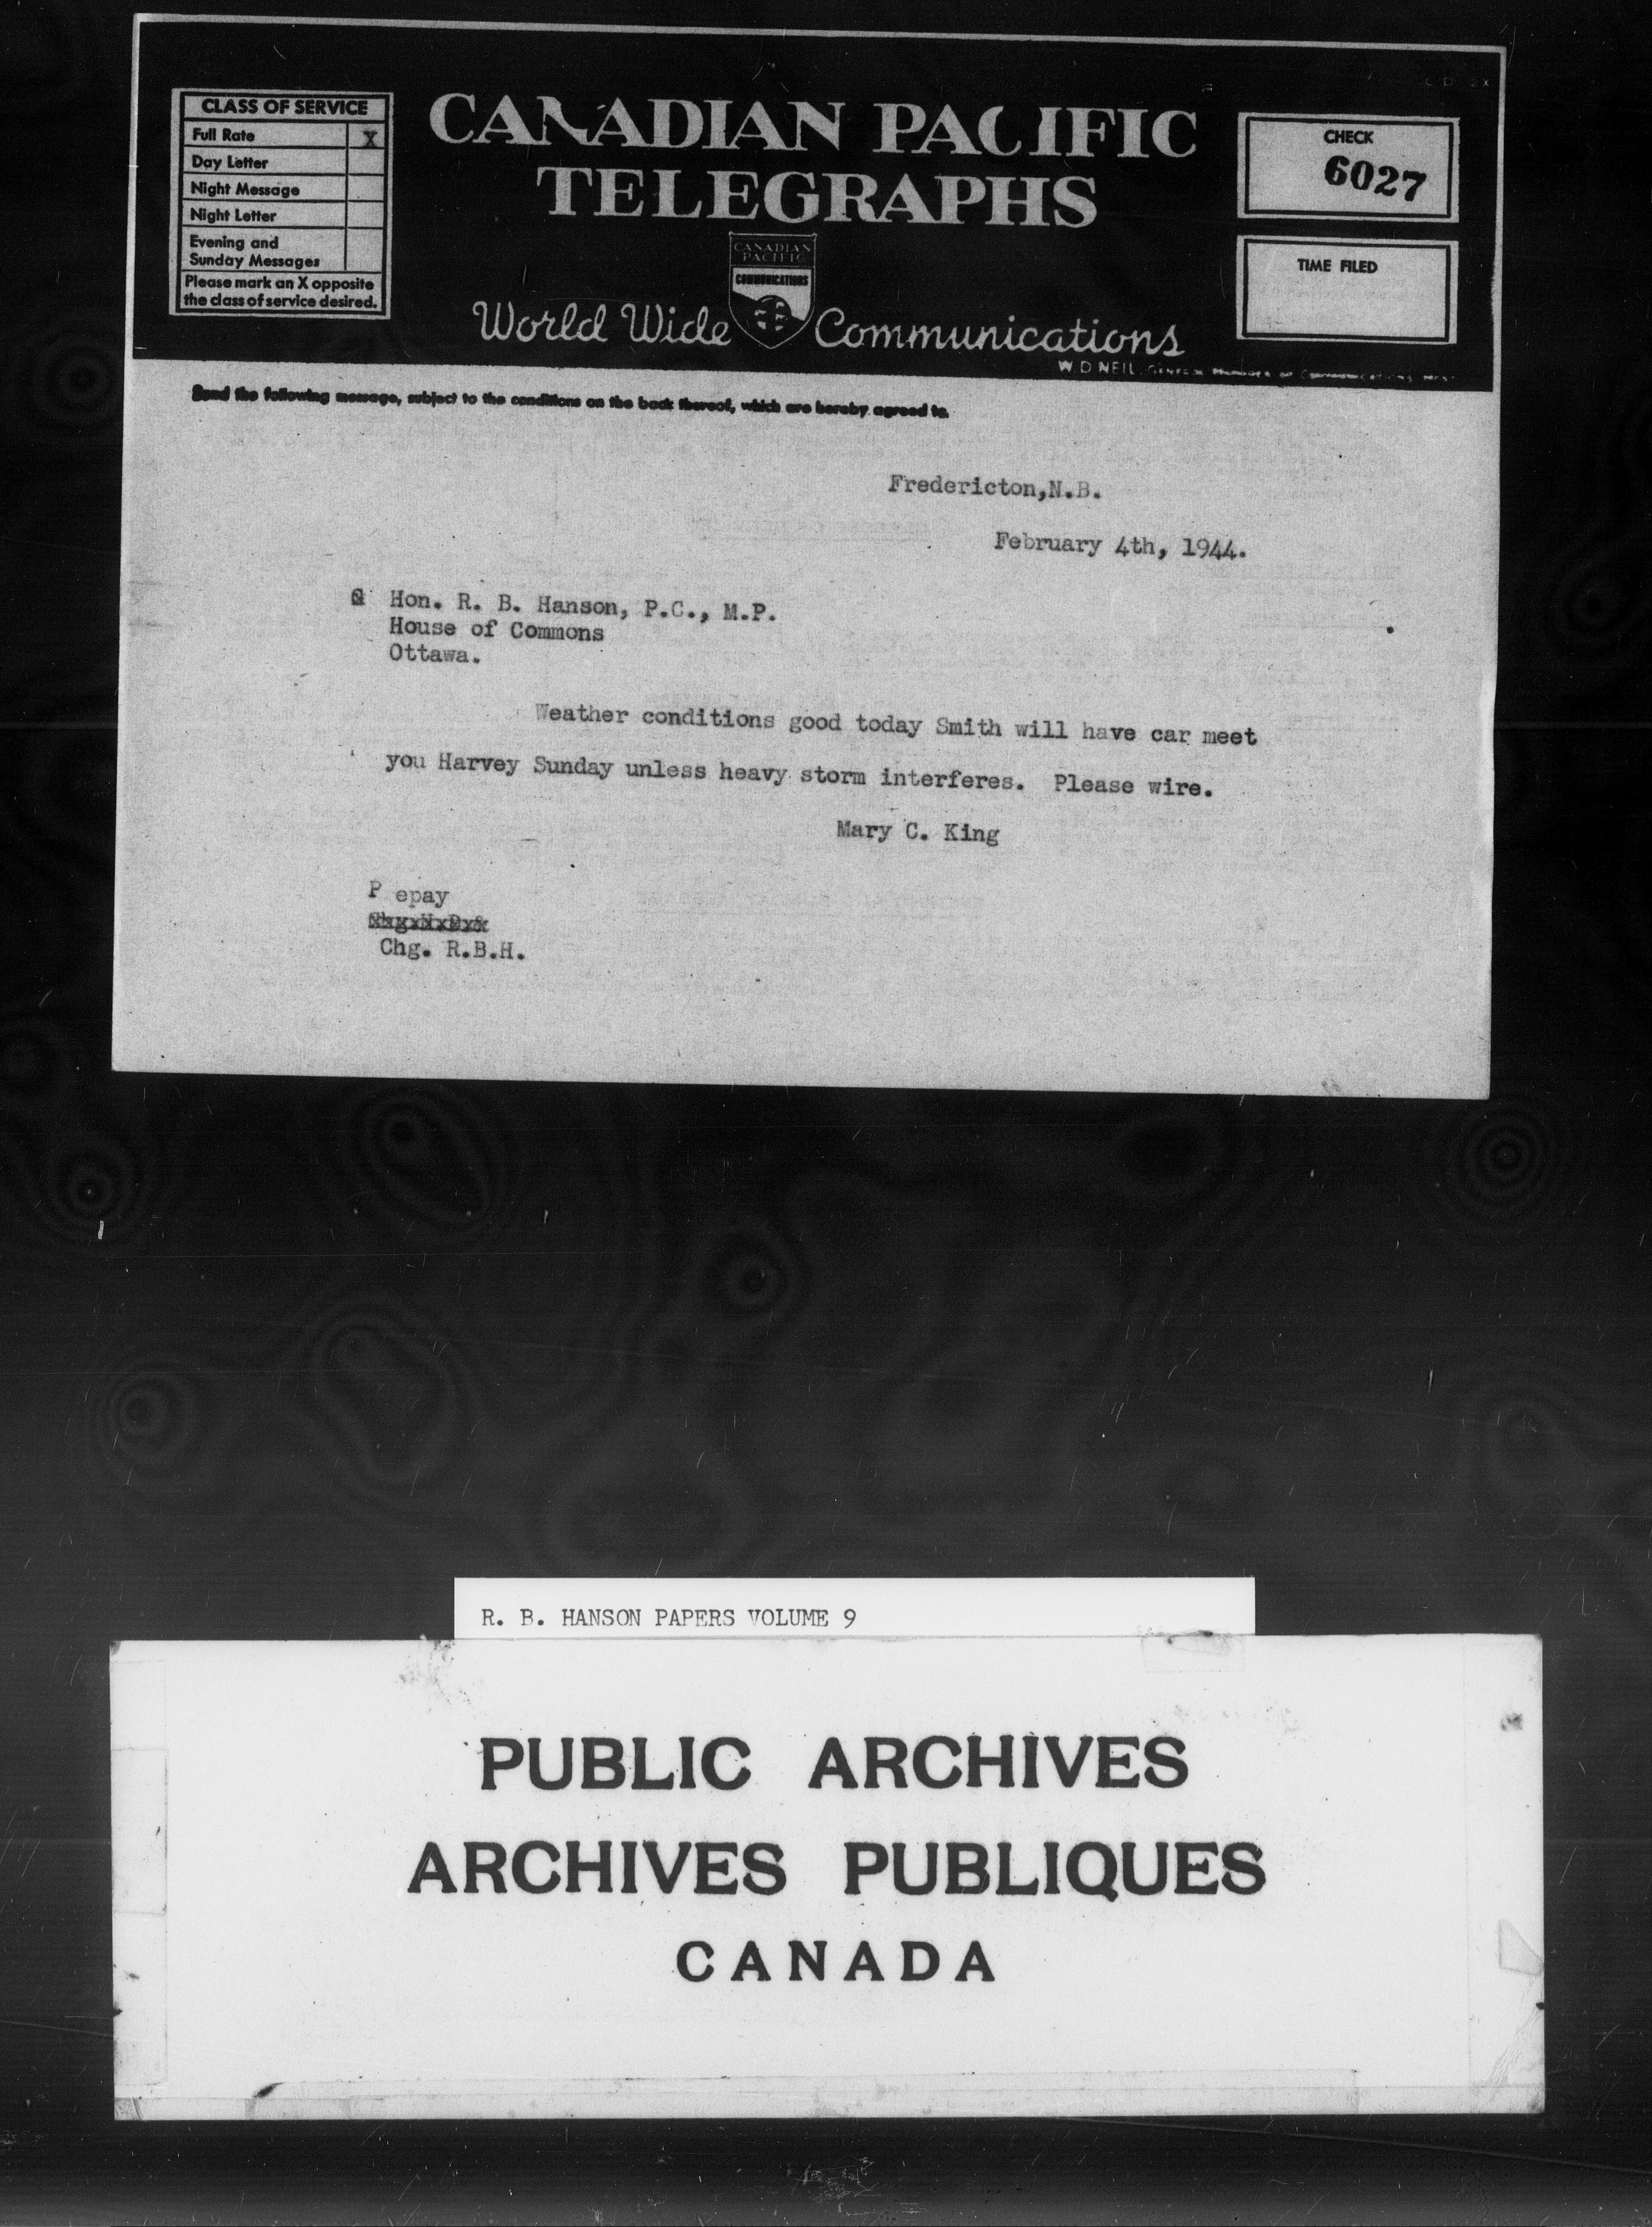 CLASS OF SERVICE
Full Rate X
Day Letter
Night Message
Night Letter
Evening and
Sunday Messages
Please mark an X opposite
the class of service desired.
CANADIAN PACIFIC
TELEGRAPHS
CANADIAN
PACIFIC
COMMUNICATIONS
World Wide Communications
CHECK
6027
TIME FILED
W. D. NEIL, GENERAL MANAGER OF COMMUNICATIONS
Send the following message, subject to the conditions on the back thereof, which are hereby agreed to.
Fredericton,N.B.
February 4th, 1944.
Hon. R. B. Hanson, P.C., M.P.
House of Commons
Ottawa.
Weather conditions good today Smith will have car meet
you Harvey Sunday unless heavy storm interferes. Please wire.
Mary C. King
P epay
Chg. R.B.H.
R. B. HANSON PAPERS VOLUME 9
PUBLIC ARCHIVES
ARCHIVES PUBLIQUES
CANADA